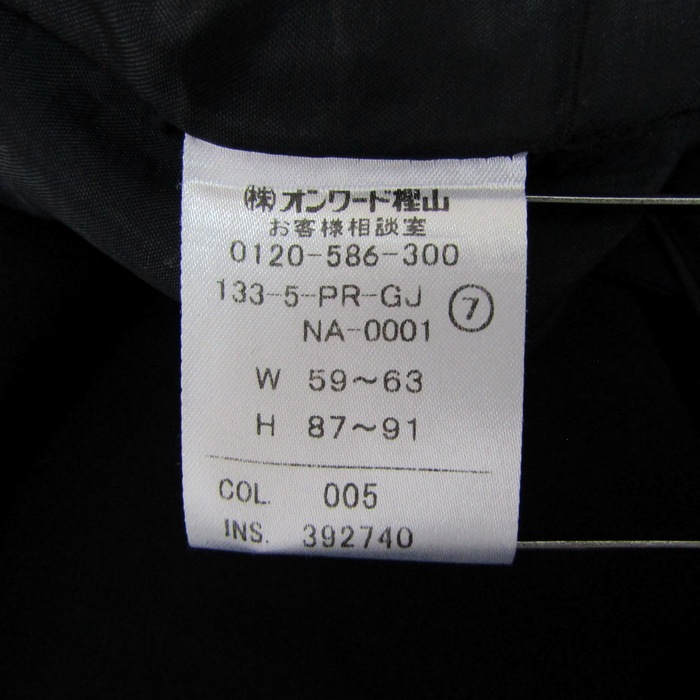 (株)オンワード樫山
お客様相談室
0120-586-300
133-5-PR-GJ ⑦
NA-0001
W 59~63
H 87~91
COL. 005
INS. 392740